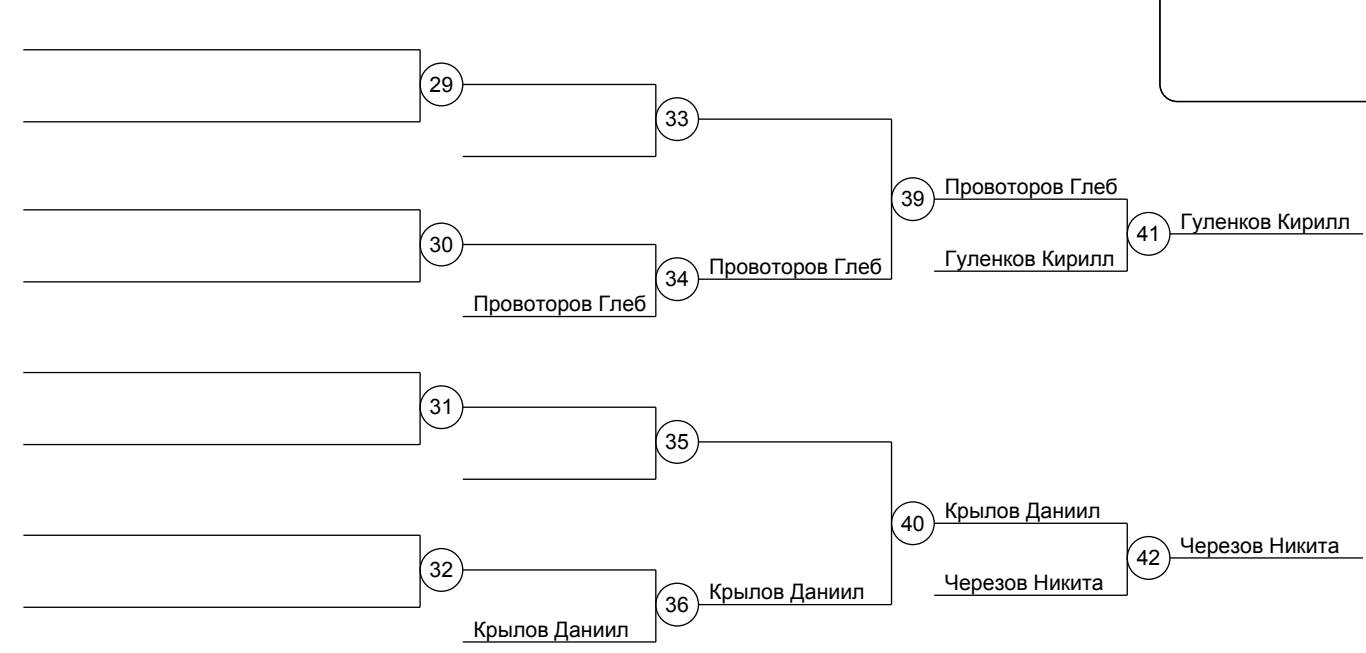 29
33
39
Провоторов Глеб
41
Гуленков Кирилл
Гуленков Кирилл
30
34
Провоторов Глеб
Провоторов Глеб
31
35
40
Крылов Даниил
42
Черезов Никита
Черезов Никита
32
36
Крылов Даниил
Крылов Даниил